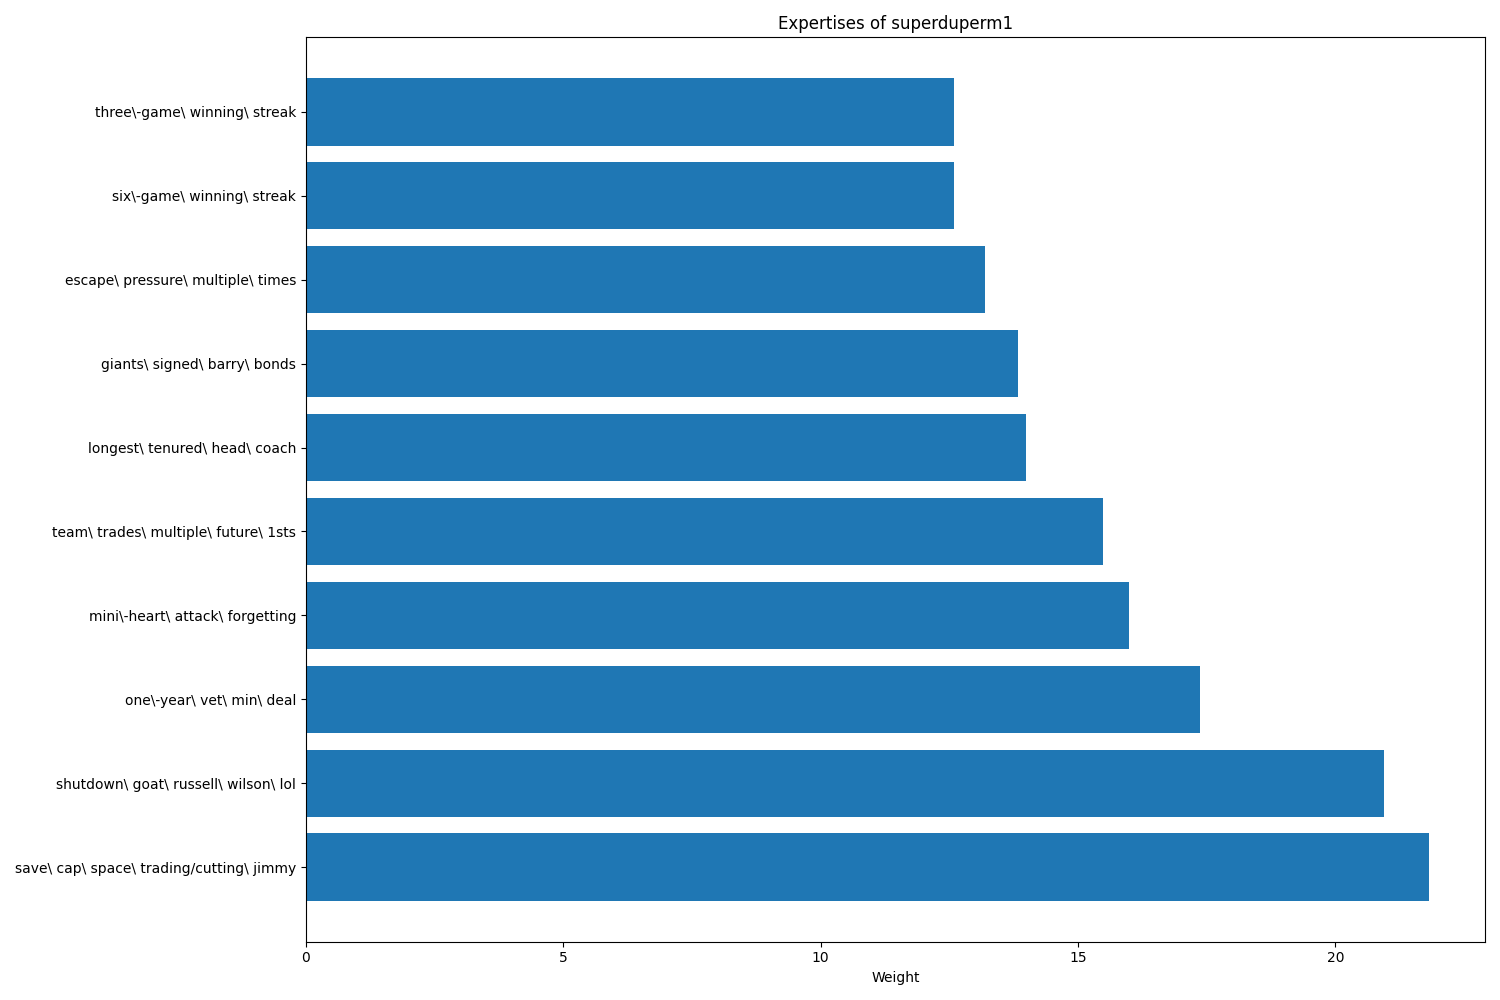 Expertises of superduperm1
three\-game\ winning\ streak
six\-game\ winning\ streak
escape\ pressure\ multiple\ times
giants\ signed\ barry\ bonds
longest\ tenured\ head\ coach
team\ trades\ multiple\ future\ 1sts
mini\-heart\ attack\ forgetting
one\-year\ vet\ min\ deal
shutdown\ goat\ russell\ wilson\ lol
save\ cap\ space\ trading/cutting\ jimmy
0 5 10 15 20
Weight